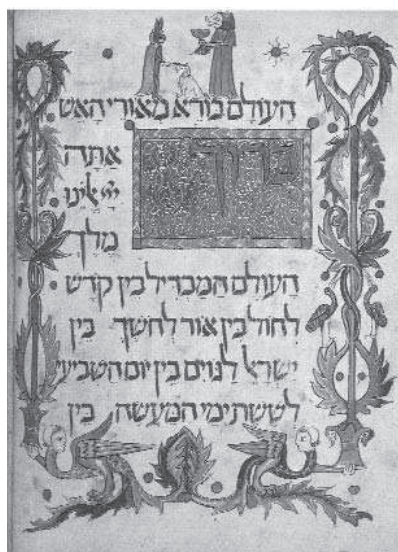 העולם בורא מאורי האש
ברוך אתה
מלך
העולם המבדיל בין קדש
לחול בין אור לחשך בין
ישראל לגוים בין יום השביעי
לששת ימי המעשה בין